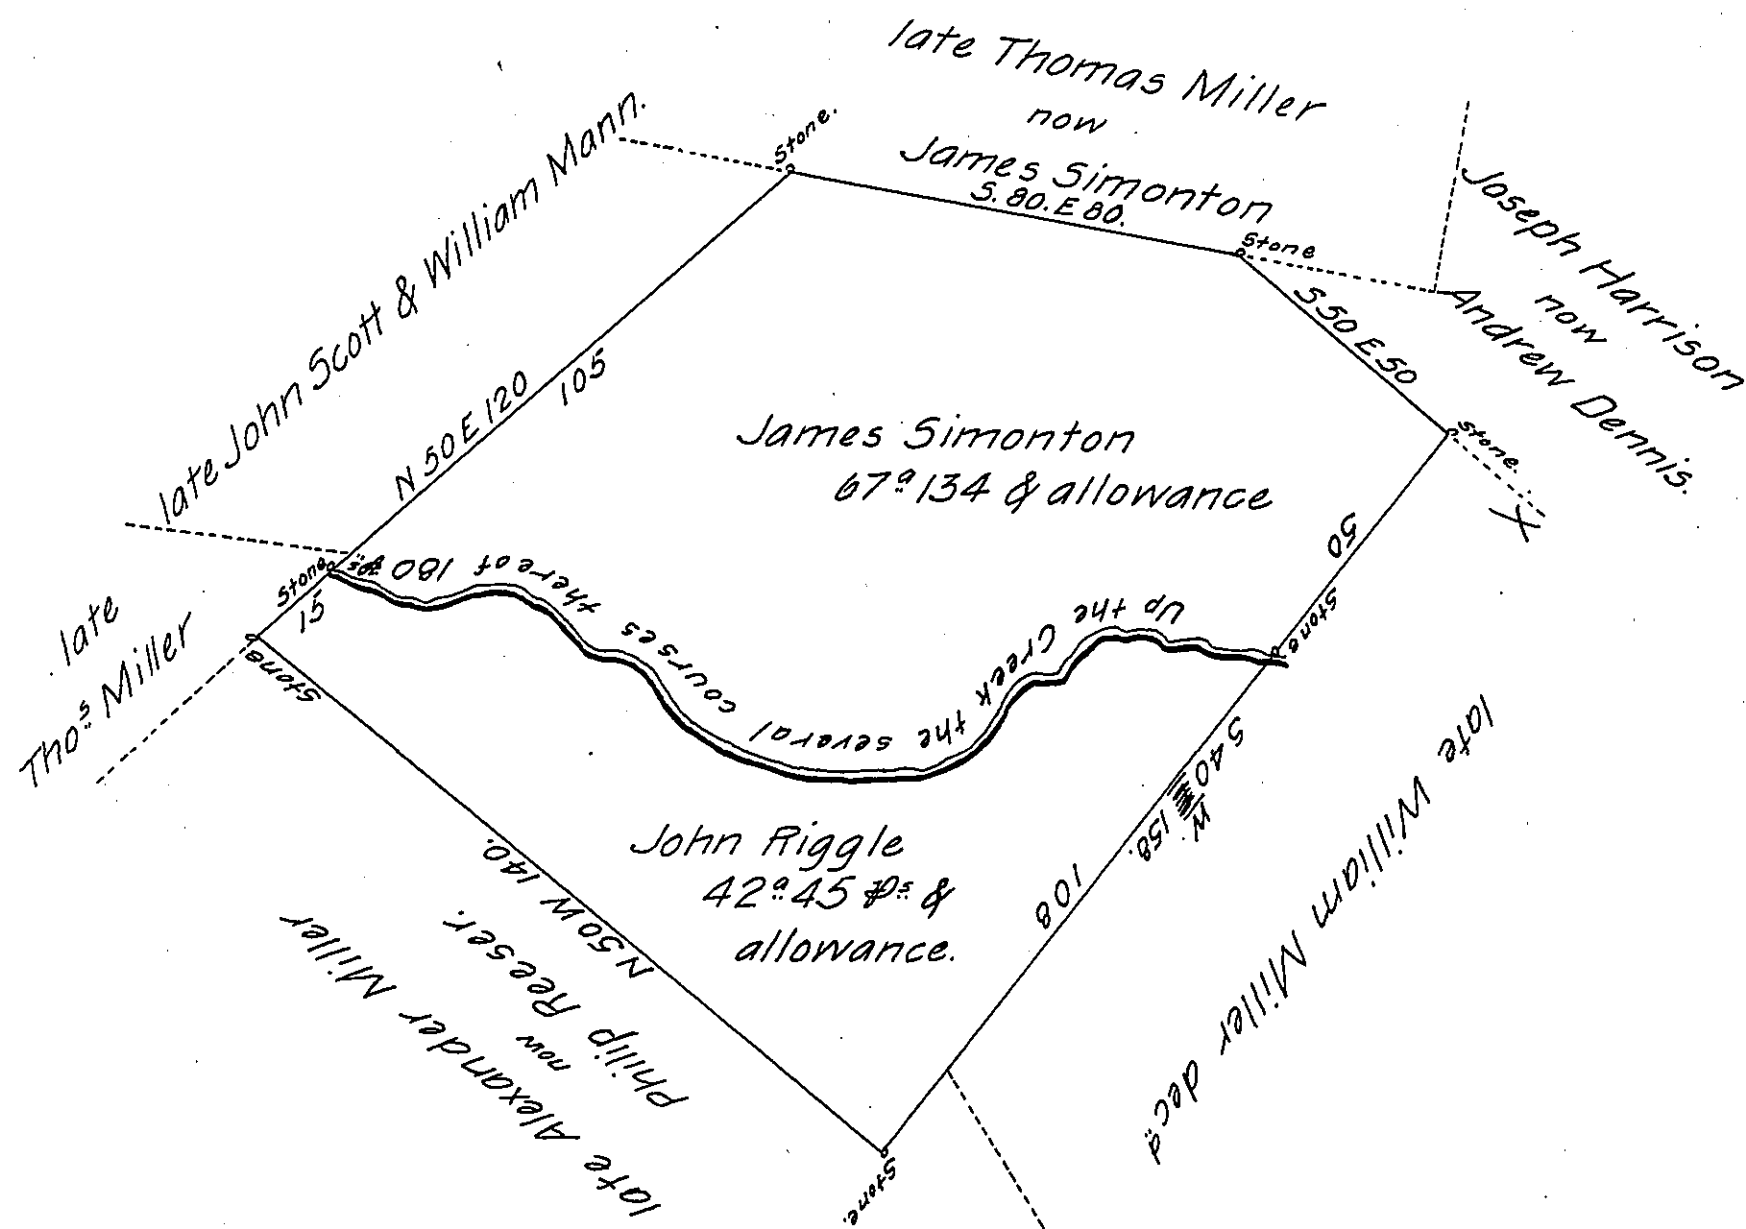 late Thomas Miller
now
James Simonton
S. 80. E 80.
Stone.
Stone
Joseph Harrison
now
Andrew Dennis.
S 50 E 50
Stone.
X
late John Scott & William Mann.
N 50 E 120
105
James Simonton
67a 134 & allowance
50
Stone
Up the Creek the several courses thereof 180 Ps
Stone
15
late
Thos Miller
Stone
S 40 W 158.
108
late William Miller decd
John Riggle
42a 45 Ps &
allowance.
N 50 W 140.
late Alexander Miller
now
Philip Reeser.
Stone.